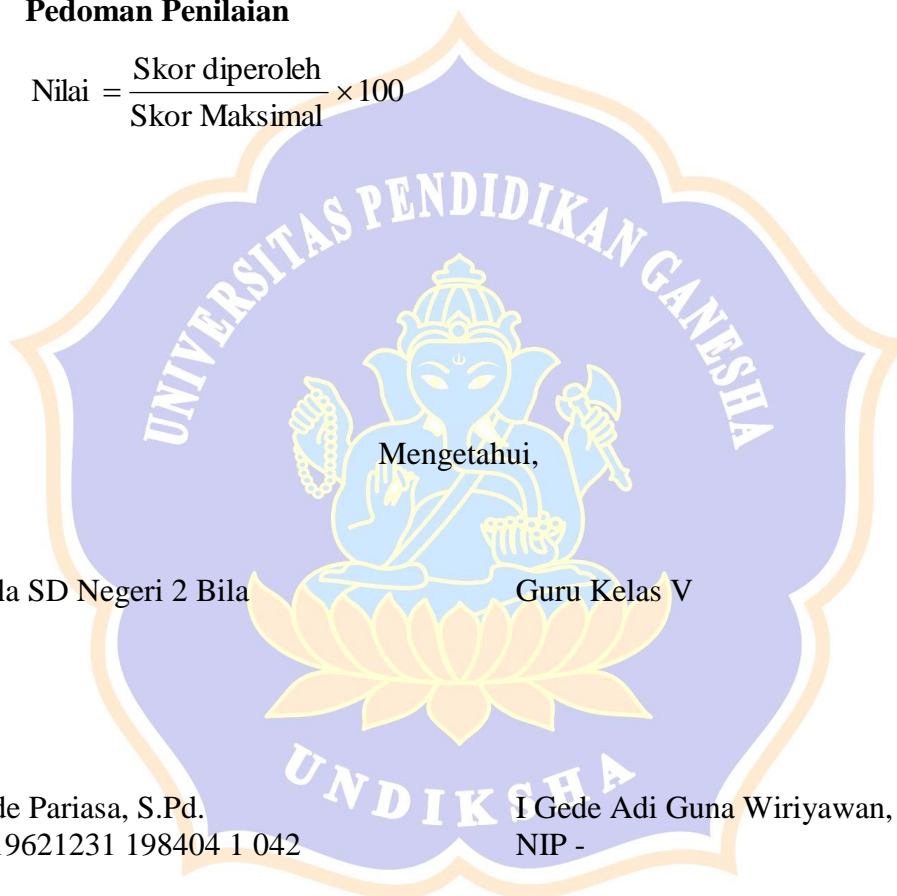 Pedoman Penilaian
Nilai = Skor diperoleh / Skor Maksimal × 100
UNIVERSITAS PENDIDIKAN GANESHA
Mengetahui,
la SD Negeri 2 Bila Guru Kelas V
UNDIKSHA
de Pariasa, S.Pd. I Gede Adi Guna Wiriyawan,
19621231 198404 1 042 NIP -